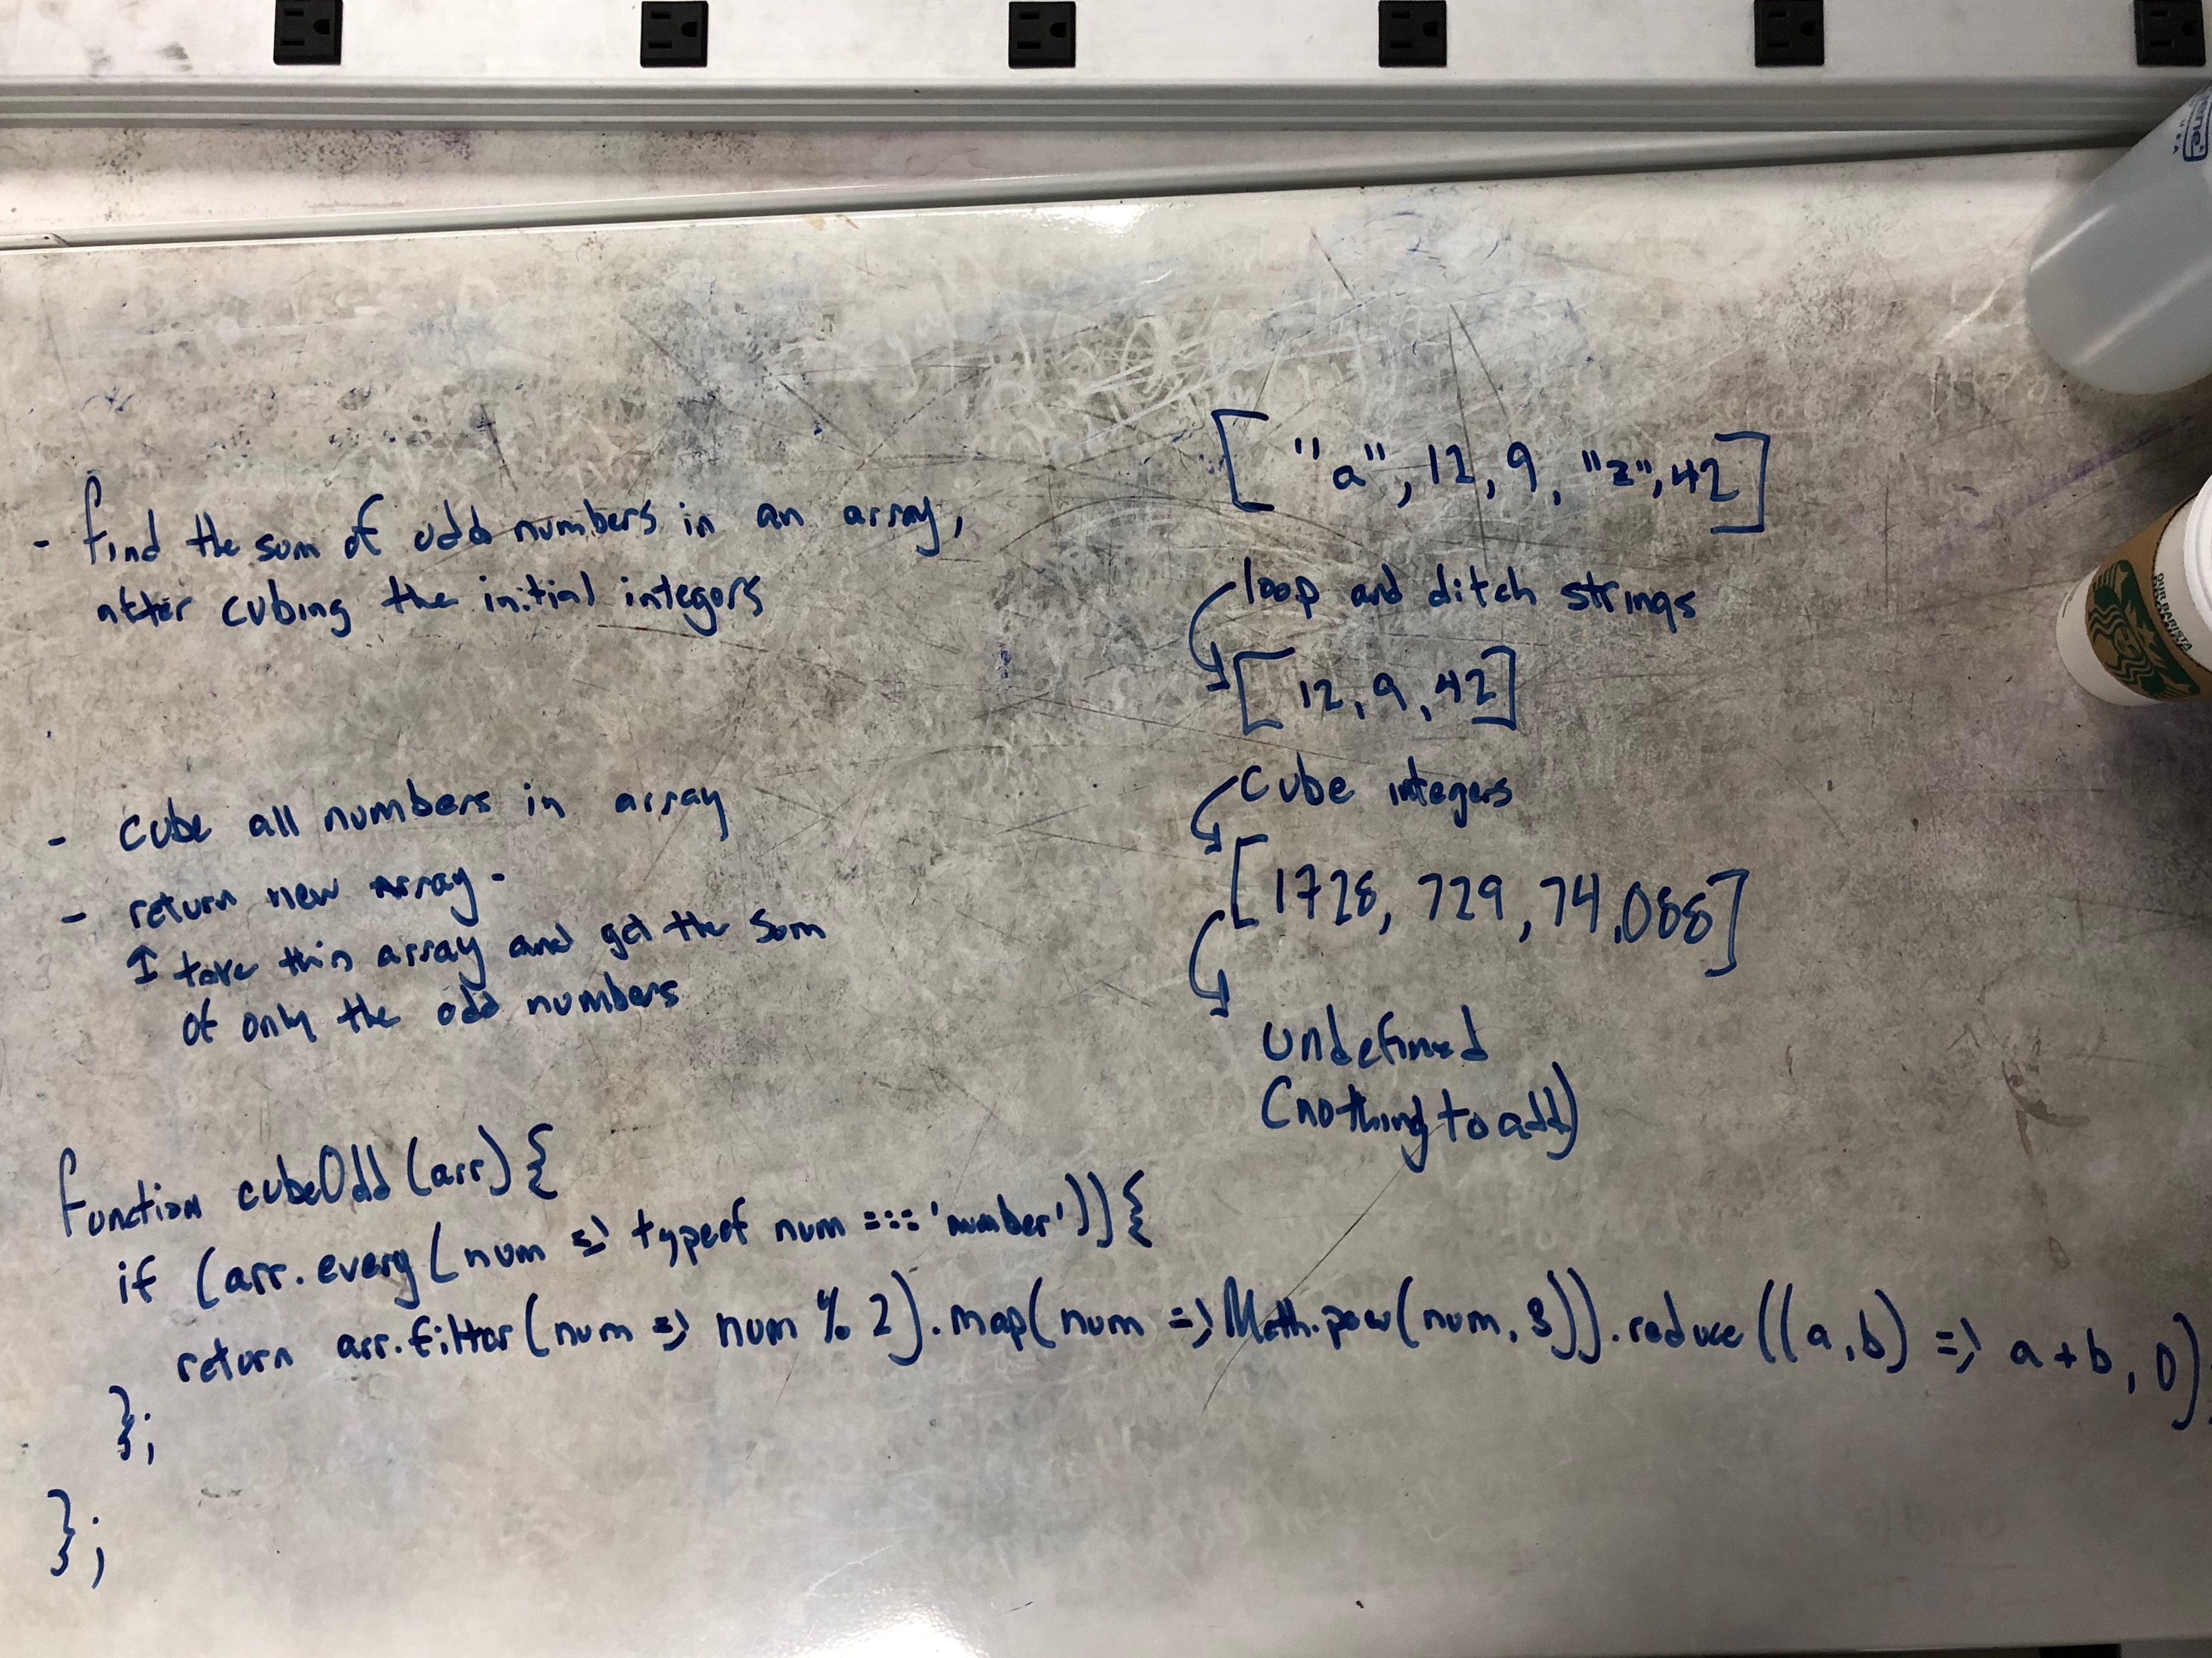 - find the sum of odd numbers in an array,
after cubing the initial integers
- cube all numbers in array
- return new array -
I take this array and get the sum
of only the odd numbers
["a", 12, 9, "z", 42]
loop and ditch strings
[12, 9, 42]
cube integers
[1728, 729, 74,088]
undefined
(nothing to add)
function cubeOdd (arr) {
if (arr.every(num => typeof num === 'number')) {
return arr.filter(num => num % 2).map(num => Math.pow(num, 3)).reduce((a,b) => a + b, 0)
};
};